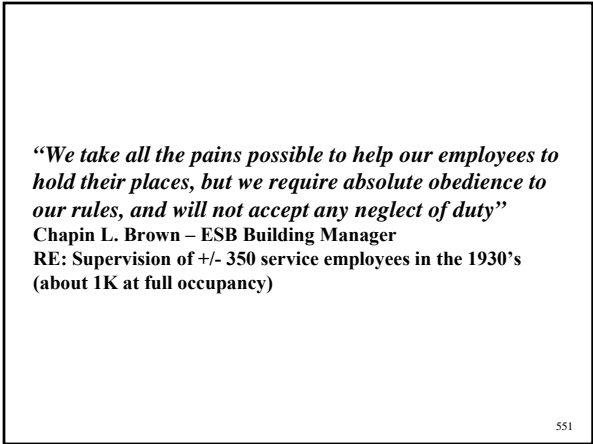 “We take all the pains possible to help our employees to
hold their places, but we require absolute obedience to
our rules, and will not accept any neglect of duty”
Chapin L. Brown – ESB Building Manager
RE: Supervision of +/- 350 service employees in the 1930’s
(about 1K at full occupancy)
551